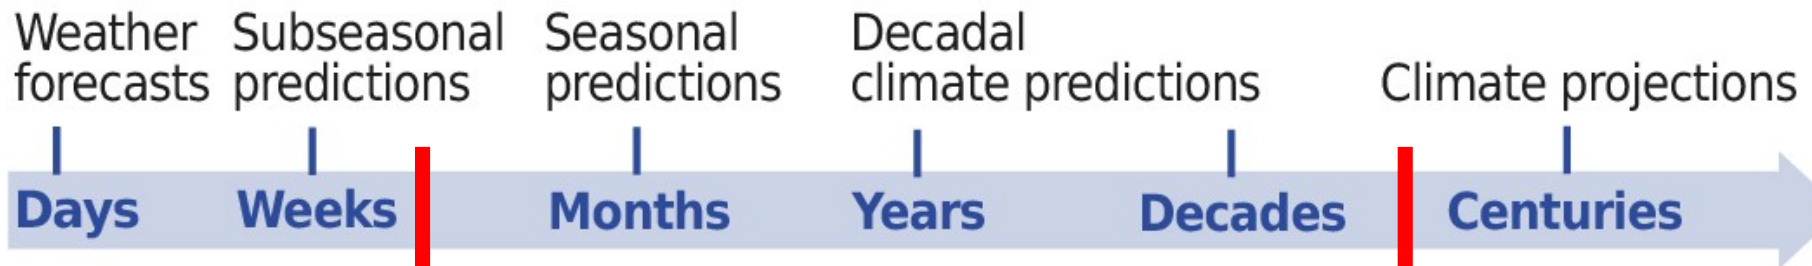 Weather forecasts
Subseasonal predictions
Seasonal predictions
Decadal climate predictions
Climate projections
Days Weeks Months Years Decades Centuries